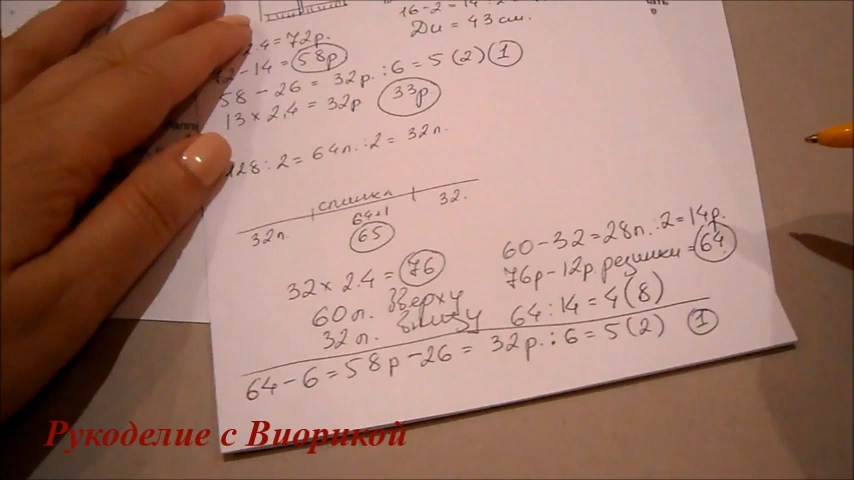 16-2=14
Ди = 43 см.
2.4=72р.
72-14 = 58р
58-26 = 32р. :6=5(2) 1
13×2,4=32р 33р
128:2=64п.:2=32п.
спинка
32п. 64+1 32.
65
32×2.4=76
60п. вверху
32п. внизу
60-32=28п.:2=14р.
76р-12р.резинки=64
64:14=4(8)
64-6=58р-26= 32р.:6=5(2) 1
Рукоделие с Виорикой